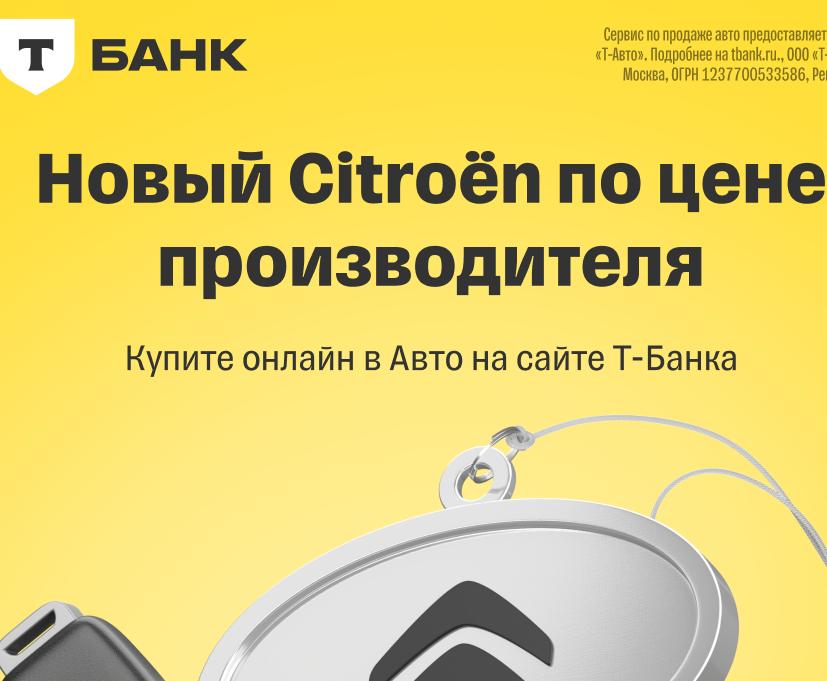 Т БАНК
Сервис по продаже авто предоставляет
«Т-Авто». Подробнее на tbank.ru., ООО «Т-
Москва, ОГРН 1237700533586, Рег
Новый Citroën по цене
производителя
Купите онлайн в Авто на сайте Т-Банка